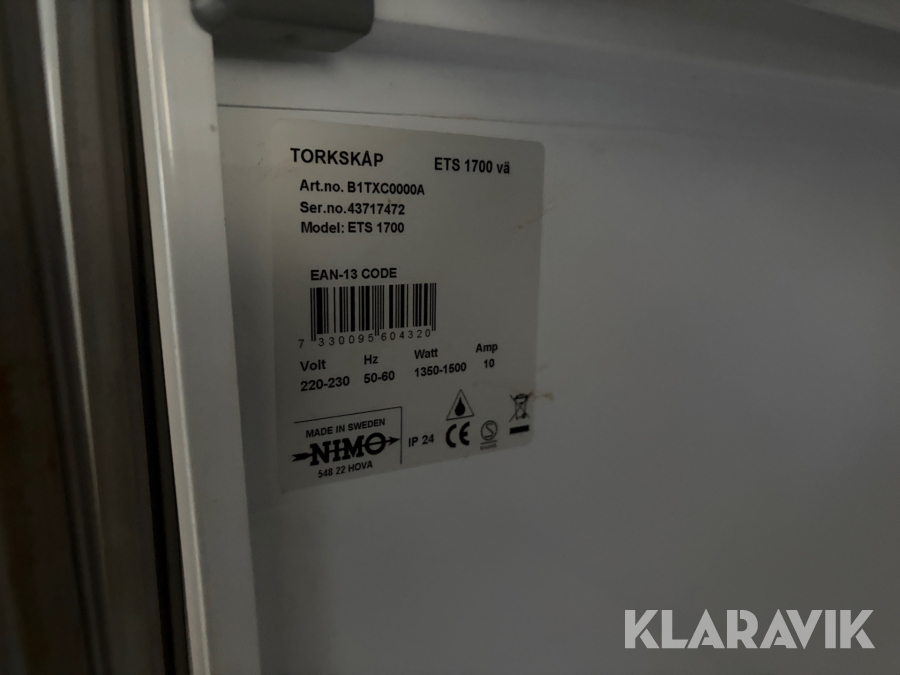 TORKSKÅP ETS 1700 vä
Art.no. B1TXC0000A
Ser.no.43717472
Model: ETS 1700
EAN-13 CODE
7 330095 604320
Volt Hz Watt Amp
220-230 50-60 1350-1500 10
MADE IN SWEDEN
NIMO
548 22 HOVA
IP 24
CE
S
KLARAVIK